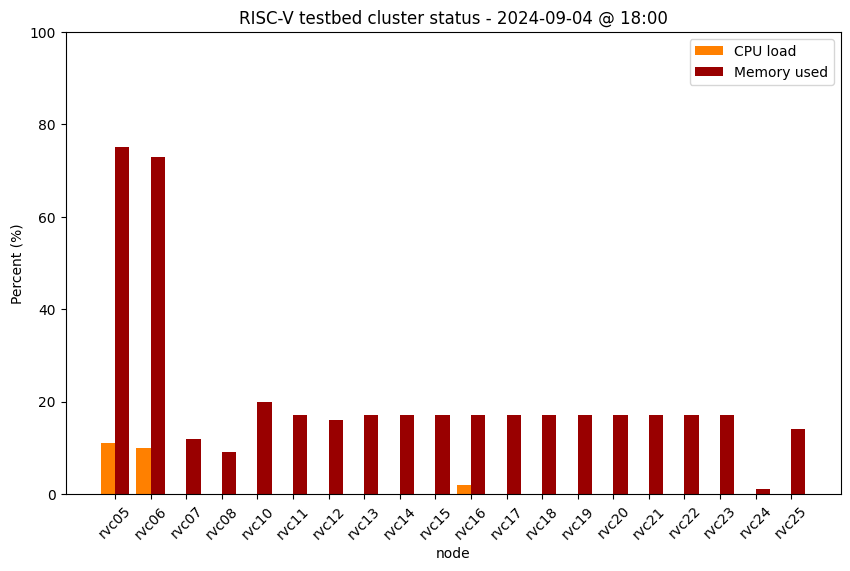 RISC-V testbed cluster status - 2024-09-04 @ 18:00
CPU load
Memory used
Percent (%)
100
80
60
40
20
0
rvc05
rvc06
rvc07
rvc08
rvc10
rvc11
rvc12
rvc13
rvc14
rvc15
rvc16
rvc17
rvc18
rvc19
rvc20
rvc21
rvc22
rvc23
rvc24
rvc25
node